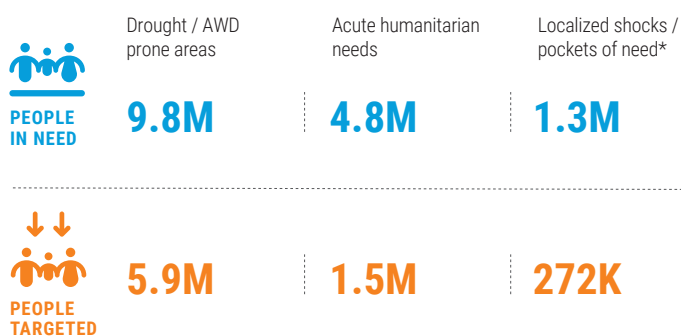 Drought / AWD
prone areas
Acute humanitarian
needs
Localized shocks /
pockets of need*
PEOPLE
IN NEED
9.8M
4.8M
1.3M
PEOPLE
TARGETED
5.9M
1.5M
272K